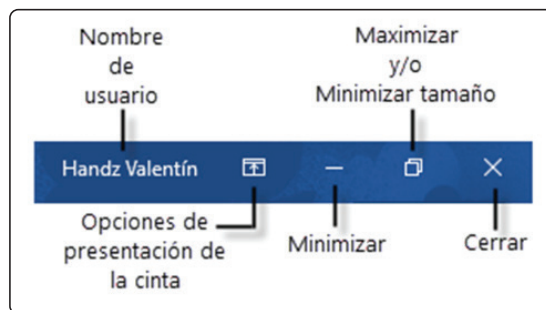 Nombre
de
usuario
Maximizar
y/o
Minimizar tamaño
Handz Valentín
Opciones de
presentación de
la cinta
Minimizar
Cerrar